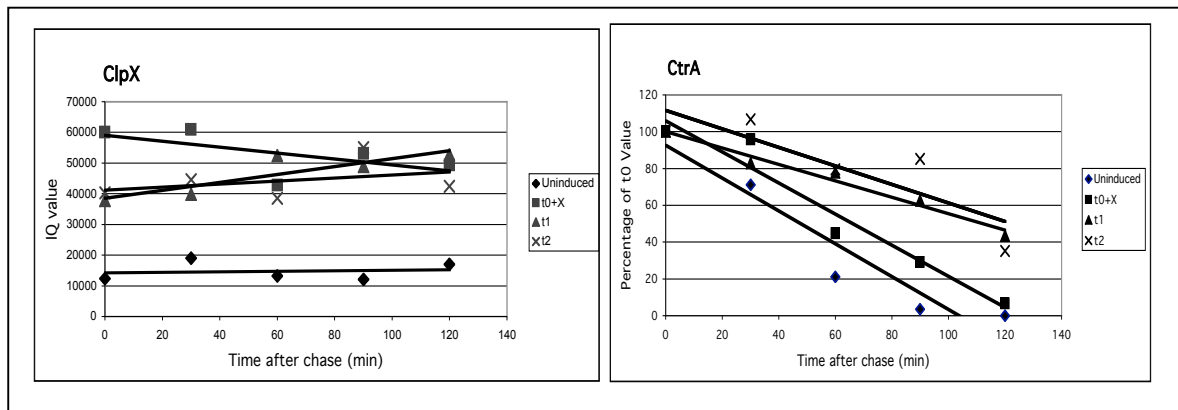 ClpX
70000
60000
50000
40000
30000
20000
10000
0
IQ value
0 20 40 60 80 100 120 140
Time after chase (min)
Uninduced
t0+X
t1
t2
CtrA
120
100
80
60
40
20
0
Percentage of t0 Value
0 20 40 60 80 100 120 140
Time after chase (min)
Uninduced
t0+X
t1
t2